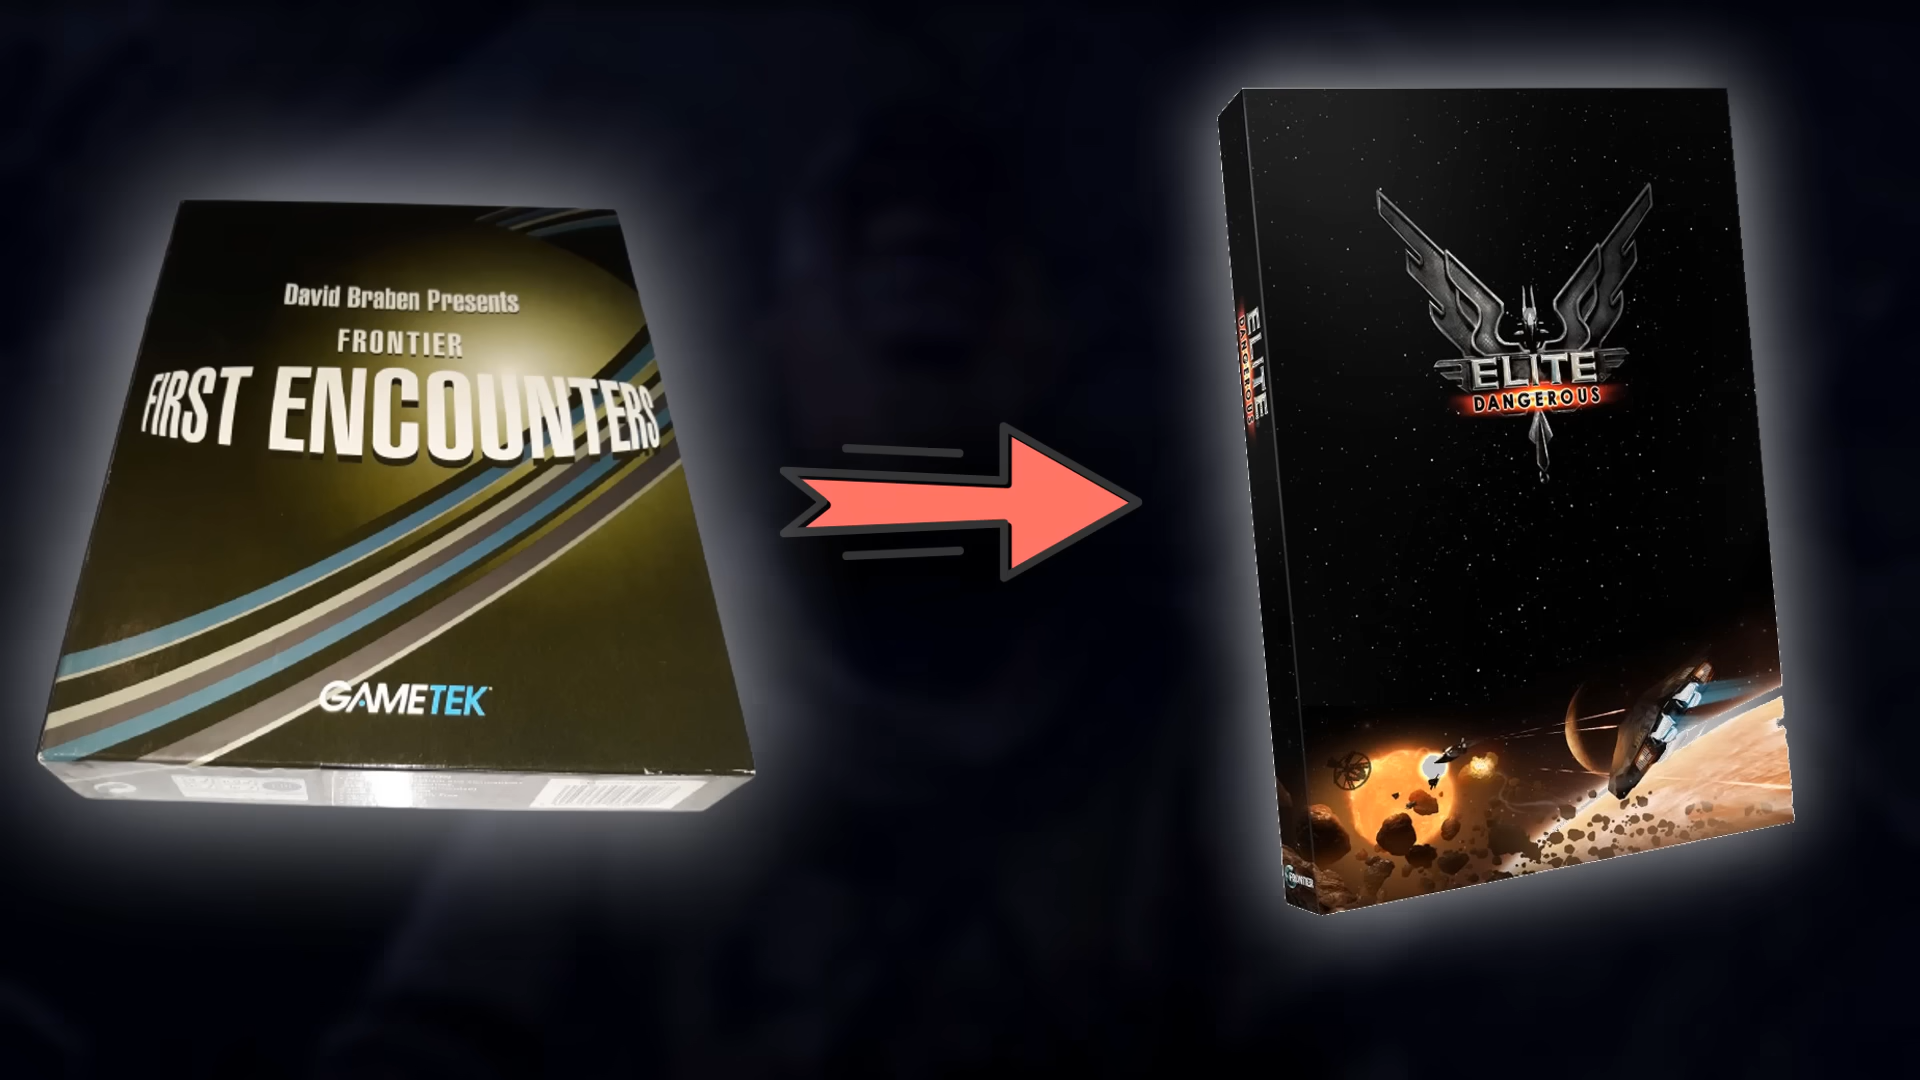 David Braben Presents
FRONTIER
FIRST ENCOUNTERS
GAMETEK
ELITE
DANGEROUS
ELITE
DANGEROUS
FRONTIER